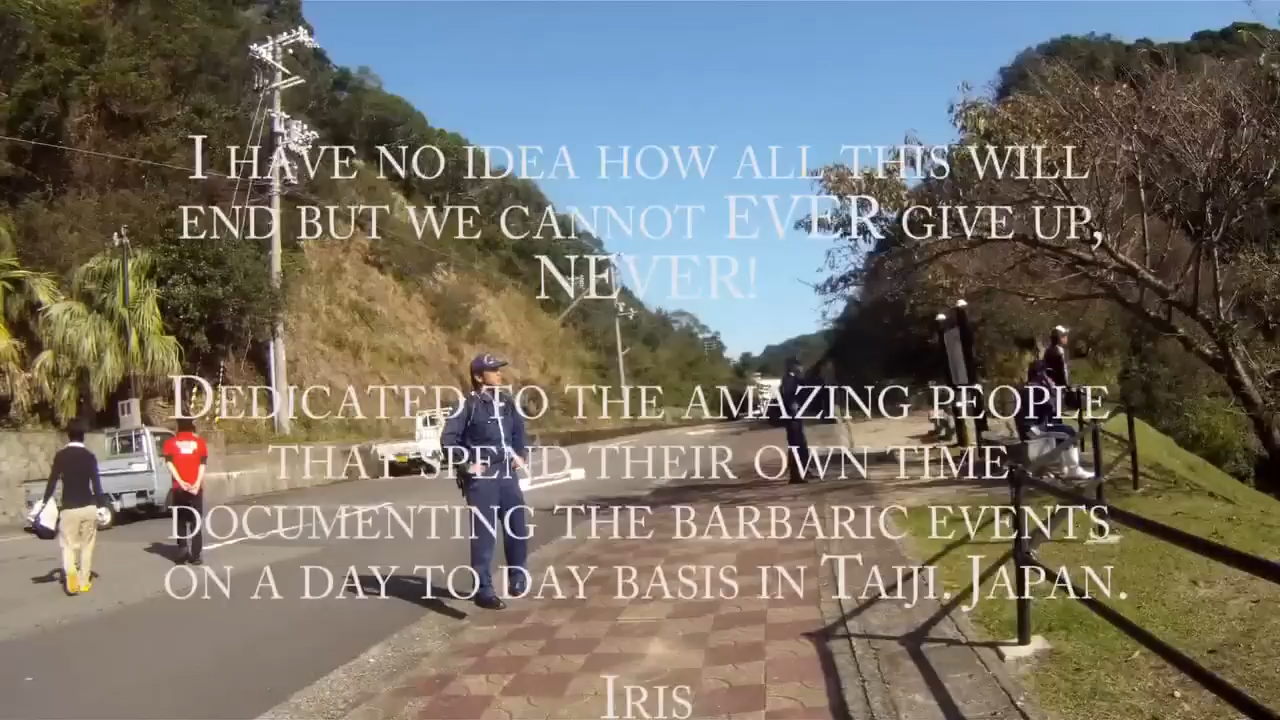 I have no idea how all this will
end but we cannot EVER give up,
NEVER!
Dedicated to the amazing people
that spend their own time
documenting the barbaric events
on a day to day basis in Taiji. Japan.
Iris